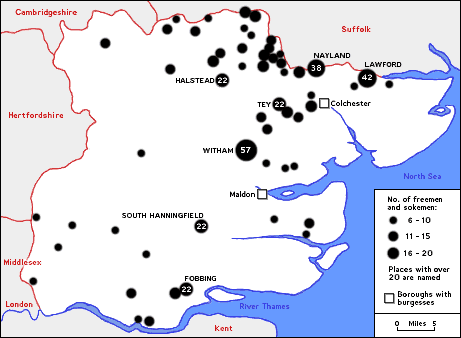 Cambridgeshire
Suffolk
NAYLAND
38
LAWFORD
42
HALSTEAD 22
TEY 22
Colchester
Hertfordshire
WITHAM 57
North Sea
Maldon
SOUTH HANNINGFIELD
22
Middlesex
FOBBING
22
London
River Thames
Kent
No. of freemen
and sokemen:
6 - 10
11 - 15
16 - 20
Places with over
20 are named
Boroughs with
burgesses
0 Miles 5